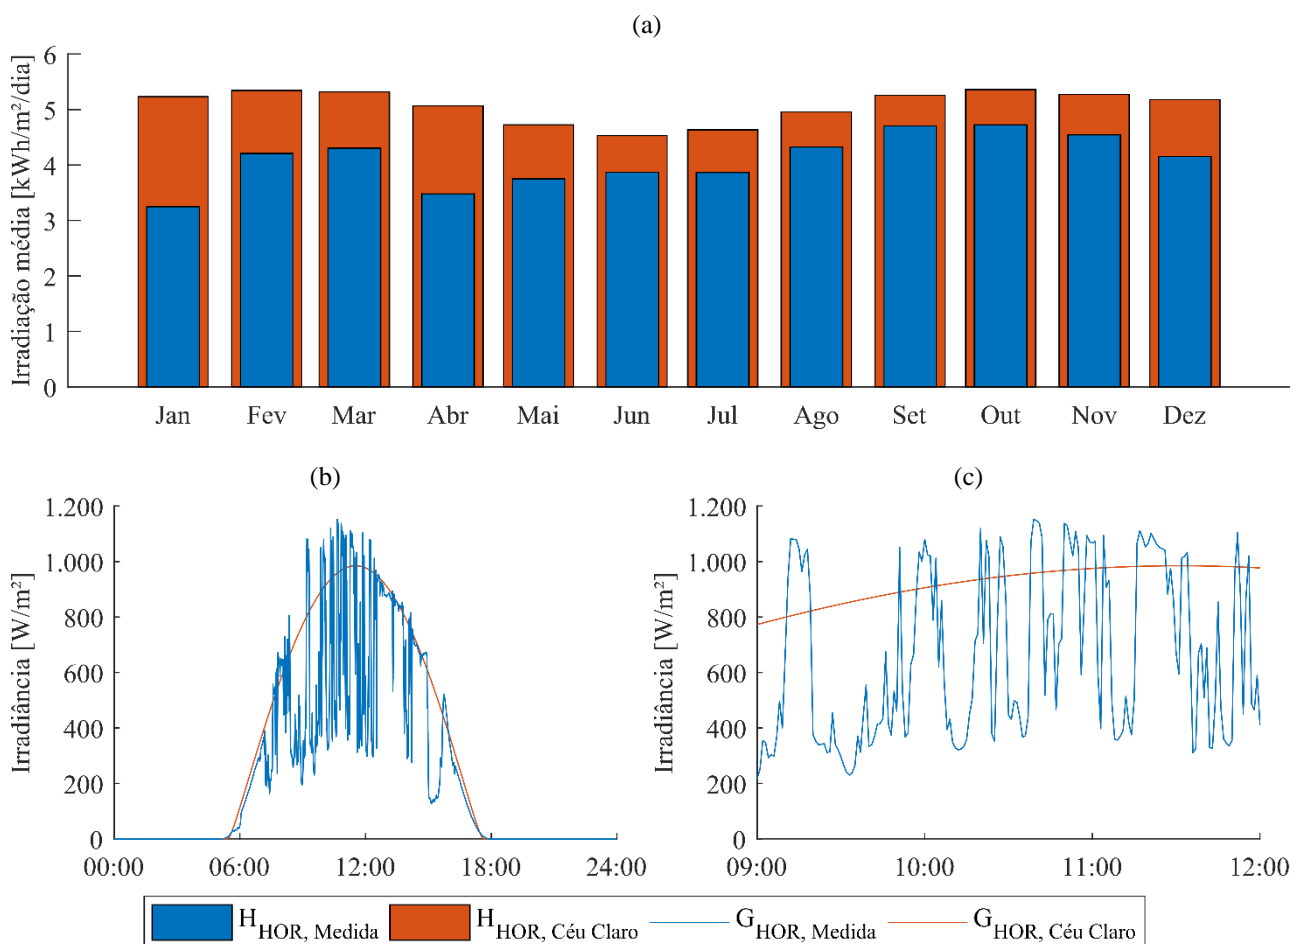 (a)
Irradiação média [kWh/m²/dia]
6
5
4
3
2
1
0
Jan Fev Mar Abr Mai Jun Jul Ago Set Out Nov Dez
(b)
Irradiância [W/m²]
1.200
1.000
800
600
400
200
0
00:00 06:00 12:00 18:00 24:00
(c)
Irradiância [W/m²]
1.200
1.000
800
600
400
200
0
09:00 10:00 11:00 12:00
H HOR, Medida H HOR, Céu Claro G HOR, Medida G HOR, Céu Claro